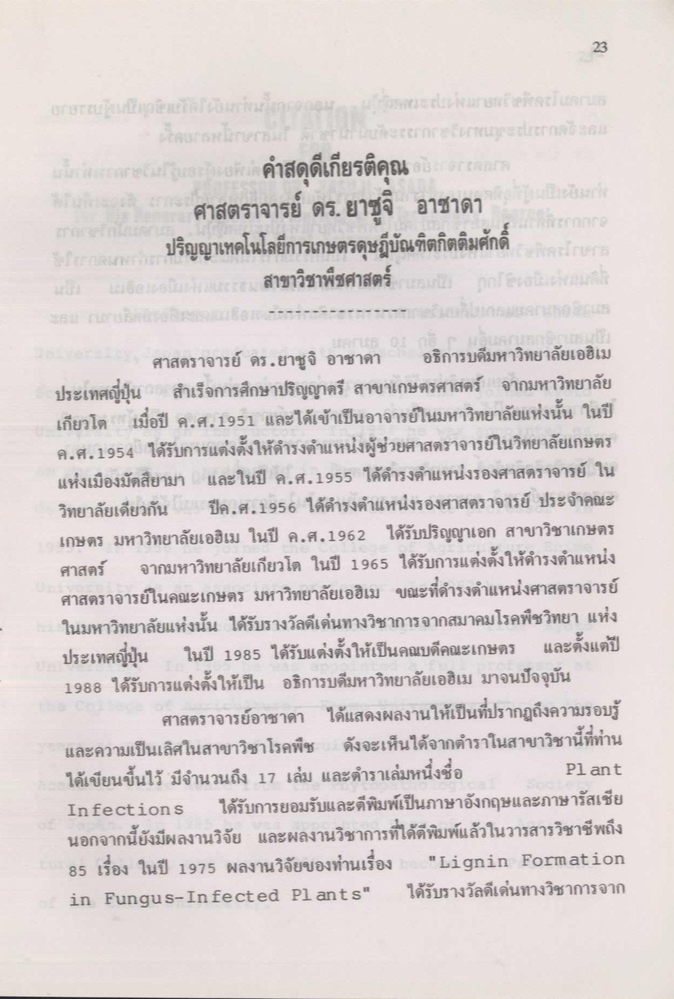 23
คำสดุดีเกียรติคุณ
ศาสตราจารย์ ดร. ยาซูจิ อาซาดา
ปริญญาเทคโนโลยีการเกษตรดุษฎีบัณฑิตกิตติมศักดิ์
สาขาวิชาพืชศาสตร์
----------------
ศาสตราจารย์ ดร.ยาซูจิ อาซาดา อธิการบดีมหาวิทยาลัยเอฮิเม
ประเทศญี่ปุ่น สำเร็จการศึกษาปริญญาตรี สาขาเกษตรศาสตร์ จากมหาวิทยาลัย
เกียวโต เมื่อปี ค.ศ.1951 และได้เข้าเป็นอาจารย์ในมหาวิทยาลัยแห่งนั้น ในปี
ค.ศ.1954 ได้รับการแต่งตั้งให้ดำรงตำแหน่งผู้ช่วยศาสตราจารย์ในวิทยาลัยเกษตร
แห่งเมืองมัดสึยามา และในปี ค.ศ.1955 ได้ดำรงตำแหน่งรองศาสตราจารย์ ใน
วิทยาลัยเดียวกัน ปีค.ศ.1956 ได้ดำรงตำแหน่งรองศาสตราจารย์ ประจำคณะ
เกษตร มหาวิทยาลัยเอฮิเม ในปี ค.ศ.1962 ได้รับปริญญาเอก สาขาวิชาเกษตร
ศาสตร์ จากมหาวิทยาลัยเกียวโต ในปี 1965 ได้รับการแต่งตั้งให้ดำรงตำแหน่ง
ศาสตราจารย์ในคณะเกษตร มหาวิทยาลัยเอฮิเม ขณะที่ดำรงตำแหน่งศาสตราจารย์
ในมหาวิทยาลัยแห่งนั้น ได้รับรางวัลดีเด่นทางวิชาการจากสมาคมโรคพืชวิทยา แห่ง
ประเทศญี่ปุ่น ในปี 1985 ได้รับแต่งตั้งให้เป็นคณบดีคณะเกษตร และตั้งแต่ปี
1988 ได้รับการแต่งตั้งให้เป็น อธิการบดีมหาวิทยาลัยเอฮิเม มาจนปัจจุบัน
ศาสตราจารย์อาซาดา ได้แสดงผลงานให้เป็นที่ปรากฏถึงความรอบรู้
และความเป็นเลิศในสาขาวิชาโรคพืช ดังจะเห็นได้จากตำราในสาขาวิชานี้ที่ท่าน
ได้เขียนขึ้นไว้ มีจำนวนถึง 17 เล่ม และตำราเล่มหนึ่งชื่อ Plant
Infections ได้รับการยอมรับและตีพิมพ์เป็นภาษาอังกฤษและภาษารัสเซีย
นอกจากนี้ยังมีผลงานวิจัย และผลงานวิชาการที่ได้ตีพิมพ์แล้วในวารสารวิชาชีพถึง
85 เรื่อง ในปี 1975 ผลงานวิจัยของท่านเรื่อง "Lignin Formation
in Fungus-Infected Plants" ได้รับรางวัลดีเด่นทางวิชาการจาก